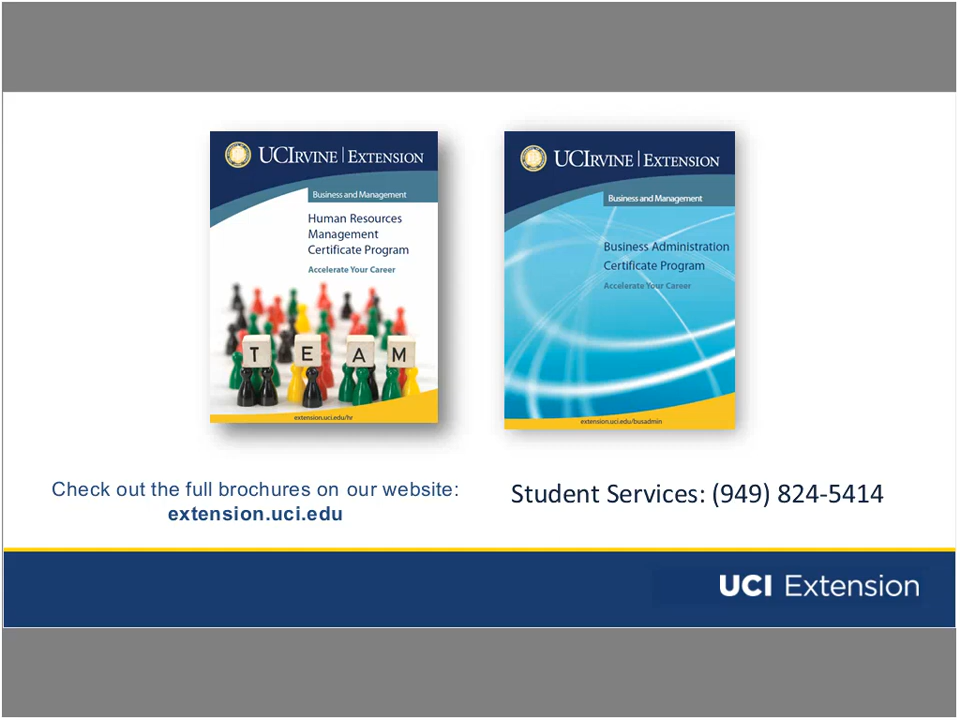 UCIRVINE | EXTENSION
Business and Management
Human Resources
Management
Certificate Program
Accelerate Your Career
T E A M
extension.uci.edu/hr
UCIRVINE | EXTENSION
Business and Management
Business Administration
Certificate Program
Accelerate Your Career
extension.uci.edu/busadmin
Check out the full brochures on our website:
extension.uci.edu
Student Services: (949) 824-5414
UCI Extension